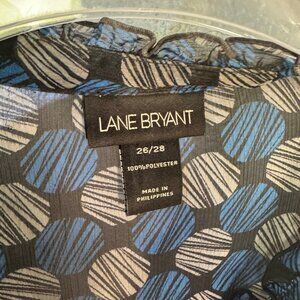 LANE BRYANT
26/28
100% POLYESTER
MADE IN
PHILIPPINES